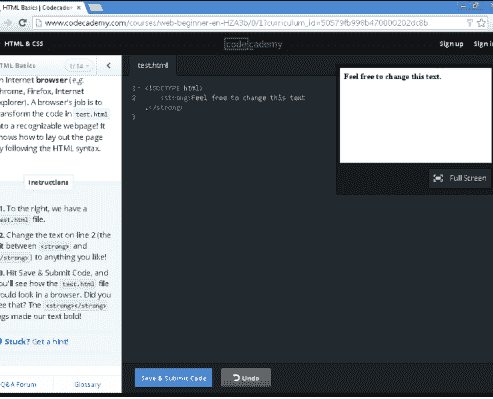 HTML Basics | Codecadem
www.codecademy.com/courses/web-beginner-en-HZA3b/0/1?curriculum_id=50579fb998b470000202dc8b
HTML & CSS
codecademy
Sign up
Sign i
HTML Basics
1/14
test.html
n Internet browser (e.g.
hrome, Firefox, Internet
xplorer). A browser's job is to
ransform the code in test.html
nto a recognizable webpage! It
nows how to lay out the page
y following the HTML syntax.
Instructions
1. To the right, we have a
test.html file.
2. Change the text on line 2 (the
it between <strong> and
/strong>) to anything you like!
3. Hit Save & Submit Code, and
ou'll see how the test.html file
ould look in a browser. Did you
ee that? The <strong></strong>
ags made our text bold!
Stuck? Get a hint!
Q&A Forum
Glossary
1 <!DOCTYPE html>
2 <strong>Feel free to change this text
.</strong>
3
Feel free to change this text.
Full Screen
Save & Submit Code
Undo